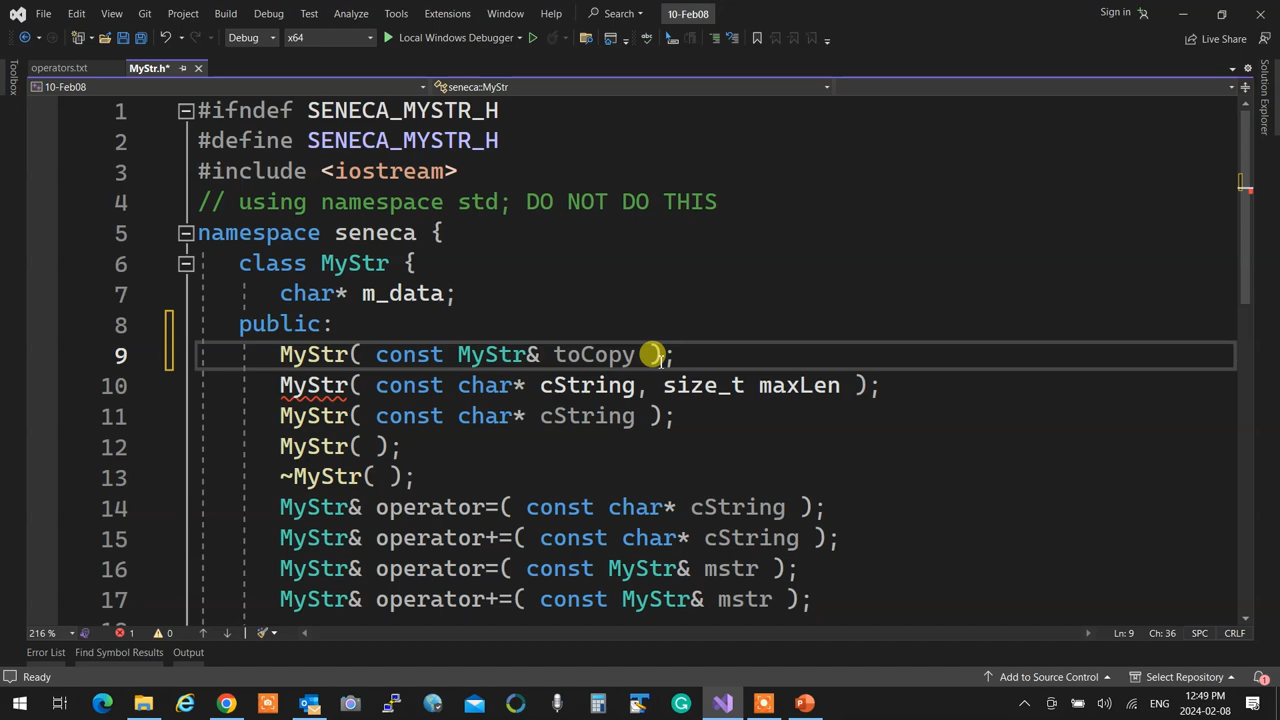 File Edit View Git Project Build Debug Test Analyze Tools Extensions Window Help Search 10-Feb08 Sign in
Debug x64 Local Windows Debugger Live Share
Toolbox
operators.txt MyStr.h*
10-Feb08 seneca::MyStr
Solution Explorer
1 #ifndef SENECA_MYSTR_H
2 #define SENECA_MYSTR_H
3 #include <iostream>
4 // using namespace std; DO NOT DO THIS
5 namespace seneca {
6 class MyStr {
7 char* m_data;
8 public:
9 MyStr( const MyStr& toCopy );
10 MyStr( const char* cString, size_t maxLen );
11 MyStr( const char* cString );
12 MyStr( );
13 ~MyStr( );
14 MyStr& operator=( const char* cString );
15 MyStr& operator+=( const char* cString );
16 MyStr& operator=( const MyStr& mstr );
17 MyStr& operator+=( const MyStr& mstr );
216 % 1 0 Ln: 9 Ch: 36 SPC CRLF
Error List Find Symbol Results Output
Ready Add to Source Control Select Repository 1
12:49 PM
ENG
2024-02-08